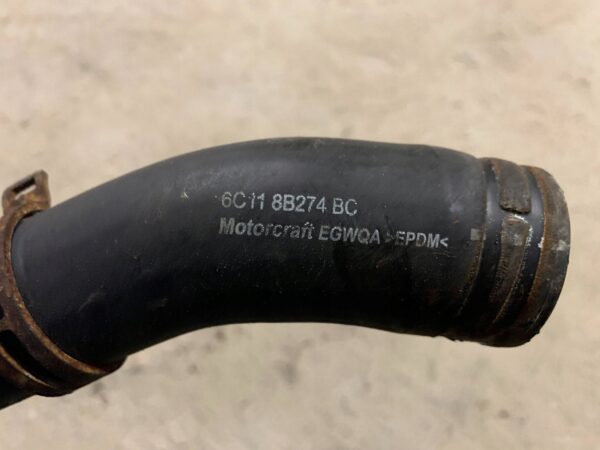 6C11 8B274 BC
Motorcraft EGWQA >EPDM<